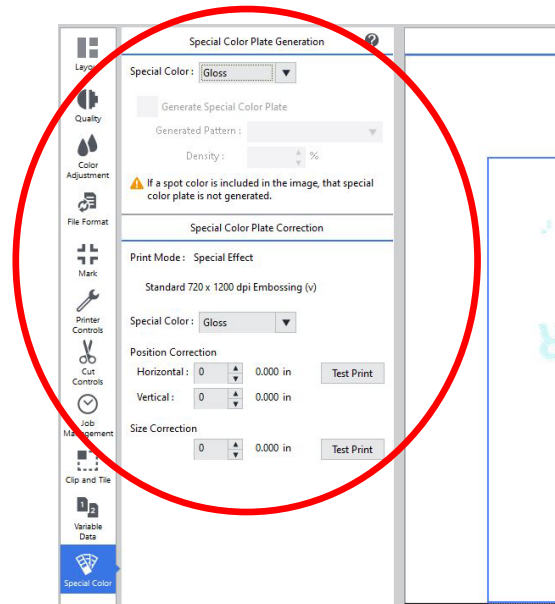 Layout
Quality
Color
Adjustment
File Format
Mark
Printer
Controls
Cut
Controls
Job
Management
Clip and Tile
Variable
Data
Special Color
Special Color Plate Generation ?
Special Color : Gloss
Generate Special Color Plate
Generated Pattern :
Density : %
If a spot color is included in the image, that special
color plate is not generated.
Special Color Plate Correction
Print Mode : Special Effect
Standard 720 x 1200 dpi Embossing (v)
Special Color : Gloss
Position Correction
Horizontal : 0 0.000 in Test Print
Vertical : 0 0.000 in
Size Correction
0 0.000 in Test Print